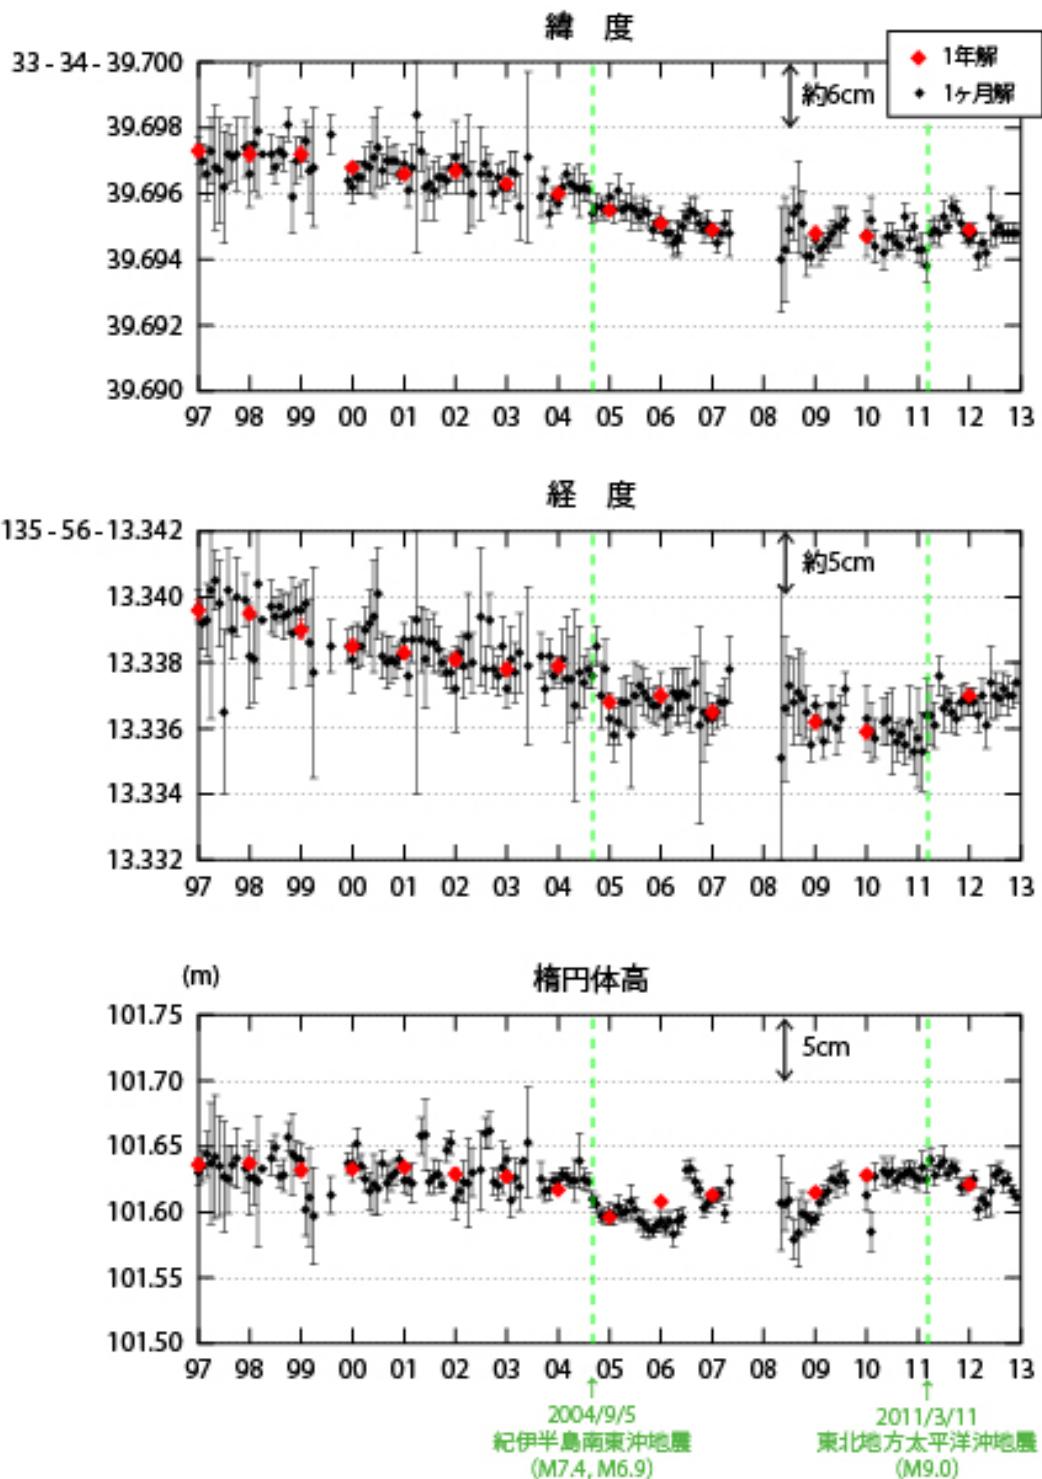 緯 度
1年解
1ヶ月解
33 - 34 - 39.700
39.698
39.696
39.694
39.692
39.690
約6cm
97 98 99 00 01 02 03 04 05 06 07 08 09 10 11 12 13
経 度
135 - 56 - 13.342
13.340
13.338
13.336
13.334
13.332
約5cm
97 98 99 00 01 02 03 04 05 06 07 08 09 10 11 12 13
(m)
楕円体高
101.75
101.70
101.65
101.60
101.55
101.50
5cm
97 98 99 00 01 02 03 04 05 06 07 08 09 10 11 12 13
↑
2004/9/5
紀伊半島南東沖地震
(M7.4, M6.9)
↑
2011/3/11
東北地方太平洋沖地震
(M9.0)